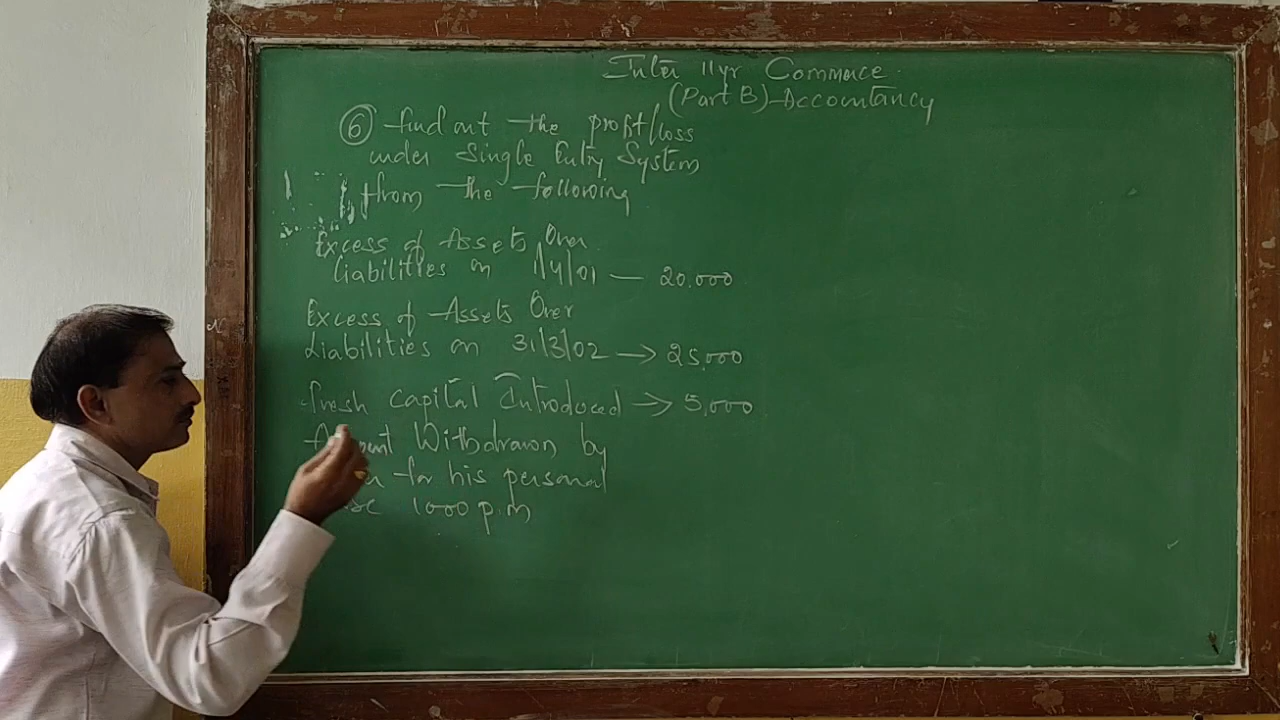 Inter IIyr Commerce
(Part B) Accountancy
6 find out the profit/loss
under Single Entry System
from the following
Excess of Assets Over
liabilities on 1/4/01 — 20,000
Excess of Assets Over
Liabilities on 31/3/02 → 25,000
fresh capital Introduced → 5,000
Withdrawn by
for his personal
1000 p.m